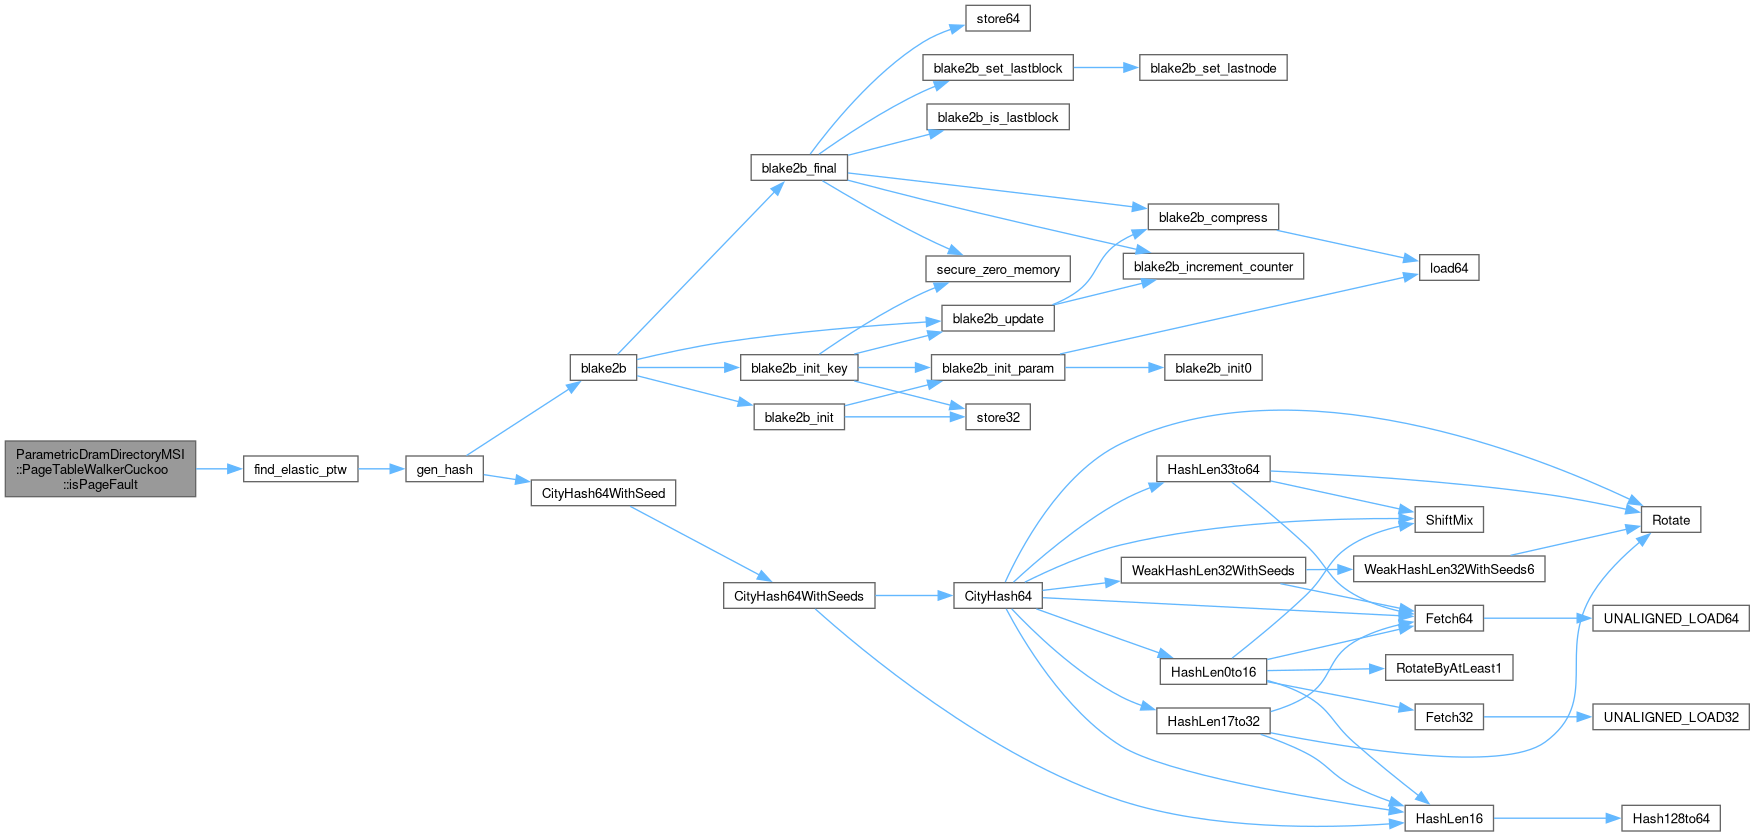 ParametricDramDirectoryMSI
::PageTableWalkerCuckoo
::isPageFault
find_elastic_ptw
gen_hash
blake2b
CityHash64WithSeed
blake2b_final
blake2b_init_key
blake2b_init
CityHash64WithSeeds
store64
blake2b_set_lastblock
blake2b_set_lastnode
blake2b_is_lastblock
secure_zero_memory
blake2b_update
blake2b_init_param
store32
blake2b_compress
blake2b_increment_counter
load64
blake2b_init0
CityHash64
HashLen33to64
WeakHashLen32WithSeeds
HashLen0to16
HashLen17to32
ShiftMix
WeakHashLen32WithSeeds6
Fetch64
RotateByAtLeast1
Fetch32
HashLen16
Rotate
UNALIGNED_LOAD64
UNALIGNED_LOAD32
Hash128to64